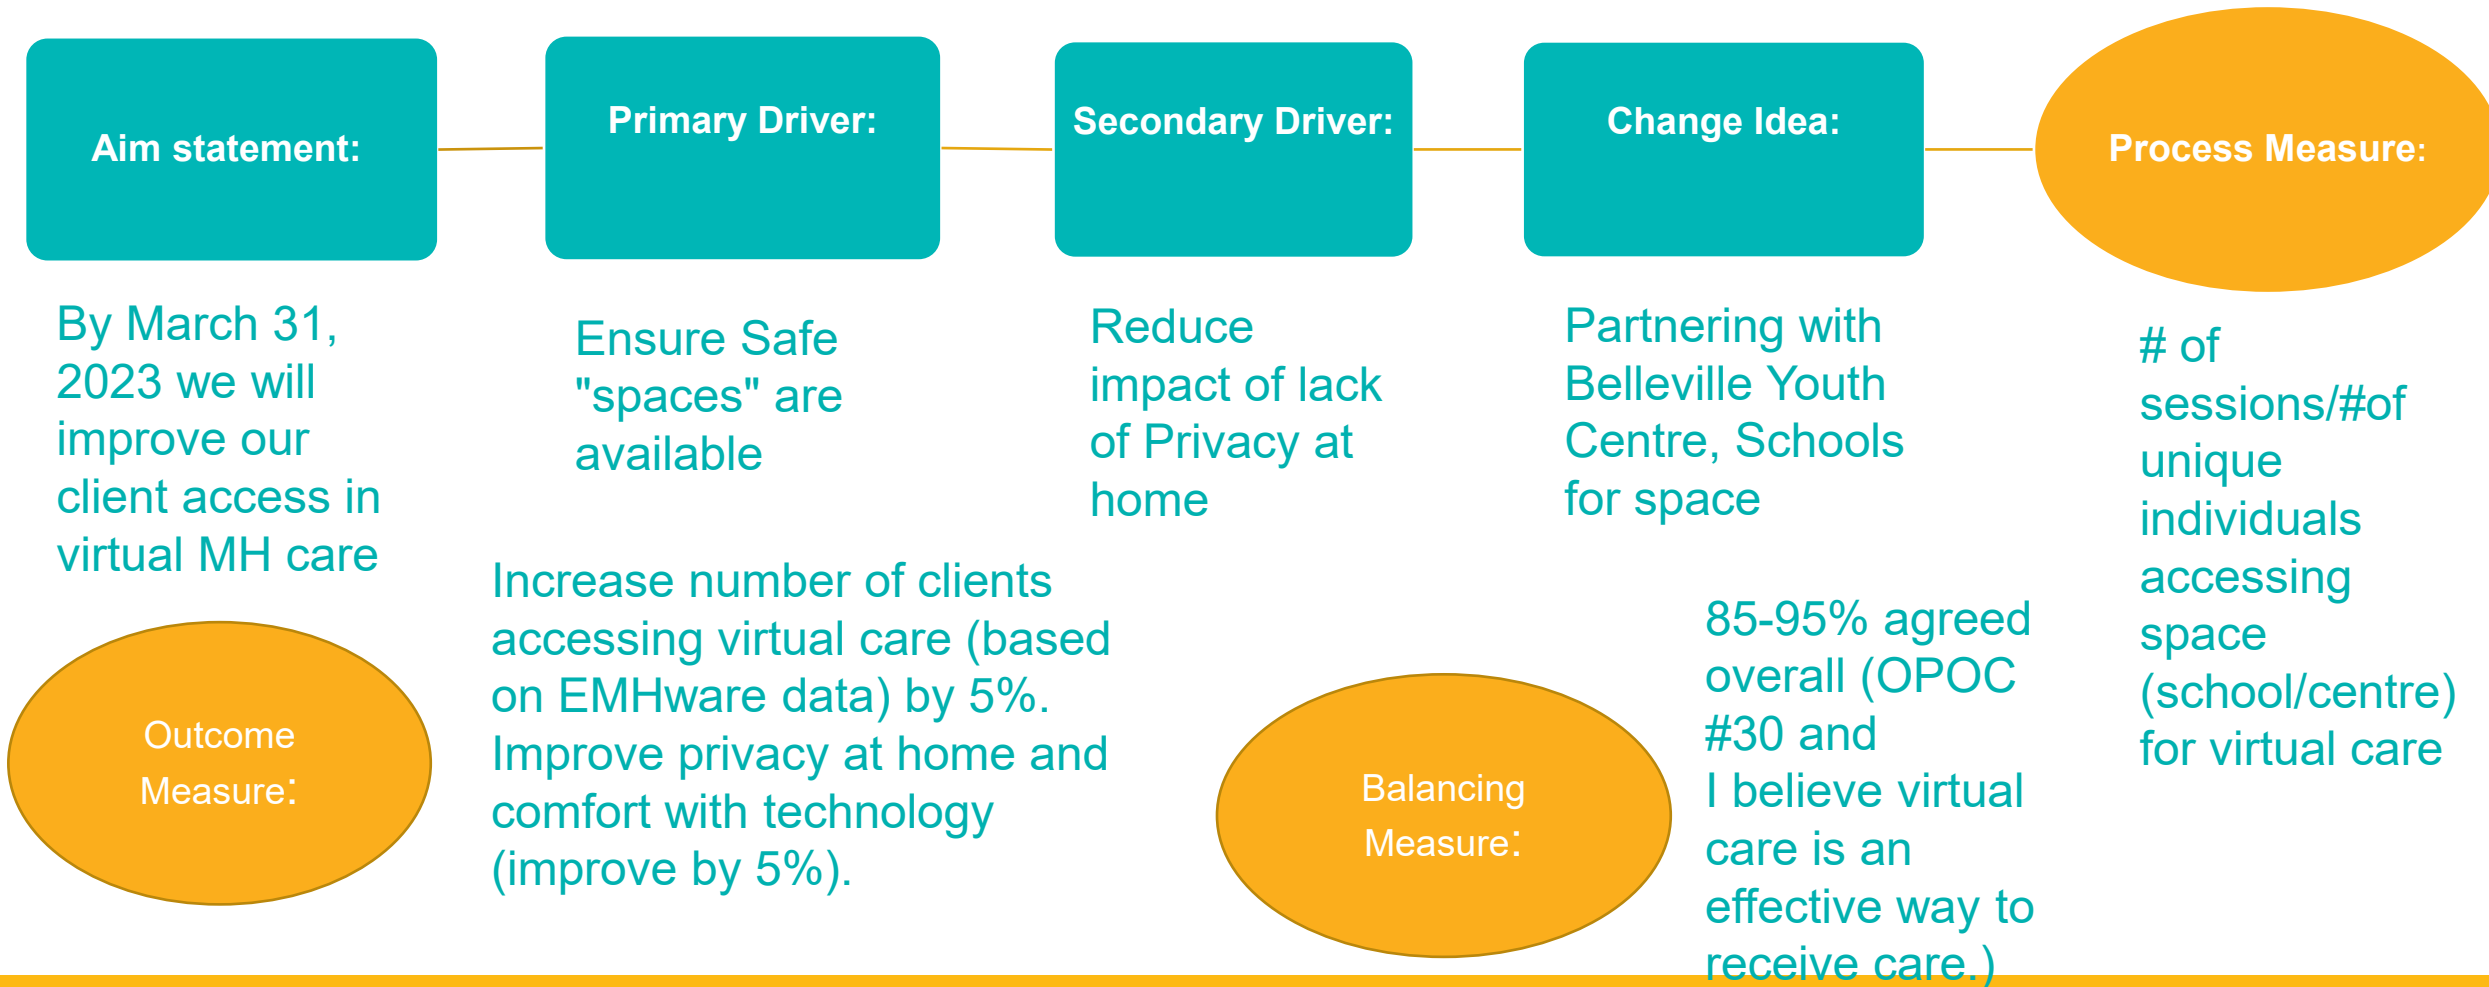 Aim statement:
Primary Driver:
Secondary Driver:
Change Idea:
Process Measure:
By March 31,
2023 we will
improve our
client access in
virtual MH care
Ensure Safe
"spaces" are
available
Reduce
impact of lack
of Privacy at
home
Partnering with
Belleville Youth
Centre, Schools
for space
# of
sessions/#of
unique
individuals
accessing
space
(school/centre)
for virtual care
Outcome
Measure:
Increase number of clients
accessing virtual care (based
on EMHware data) by 5%.
Improve privacy at home and
comfort with technology
(improve by 5%).
Balancing
Measure:
85-95% agreed
overall (OPOC
#30 and
I believe virtual
care is an
effective way to
receive care.)